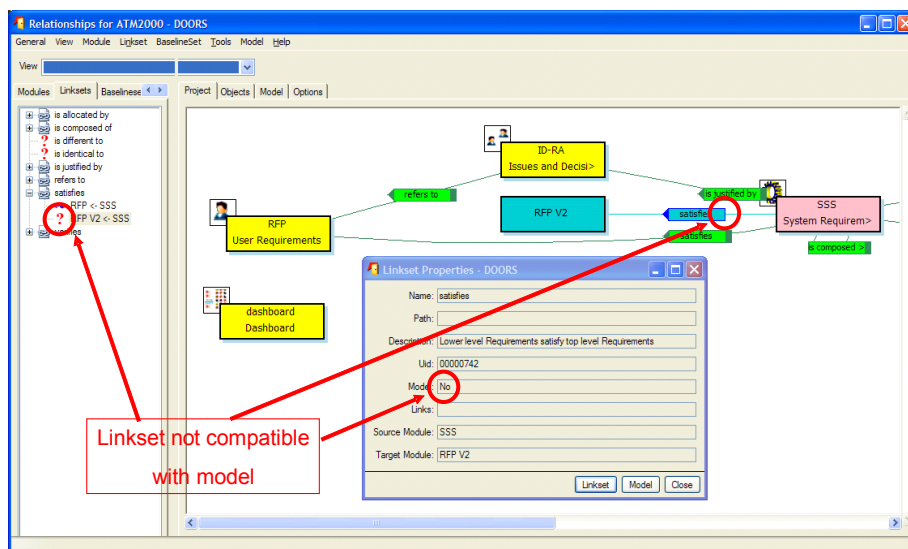 Relationships for ATM2000 - DOORS
General View Module Linkset BaselineSet Tools Model Help
View
Modules Linksets Baselinese
Project Objects Model Options
is allocated by
is composed of
? is different to
? is identical to
is justified by
refers to
satisfies
RFP <- SSS
? RFP V2 <- SSS
ID-RA
Issues and Decisi>
refers to
is justified by
RFP
User Requirements
RFP V2
satisfies
SSS
System Requirem>
satisfies
is composed >
dashboard
Dashboard
Linkset Properties - DOORS
Name: satisfies
Path:
Description: Lower level Requirements satisfy top level Requirements
Uid: 00000742
Model: No
Links:
Source Module: SSS
Target Module: RFP V2
Linkset Model Close
Linkset not compatible
with model